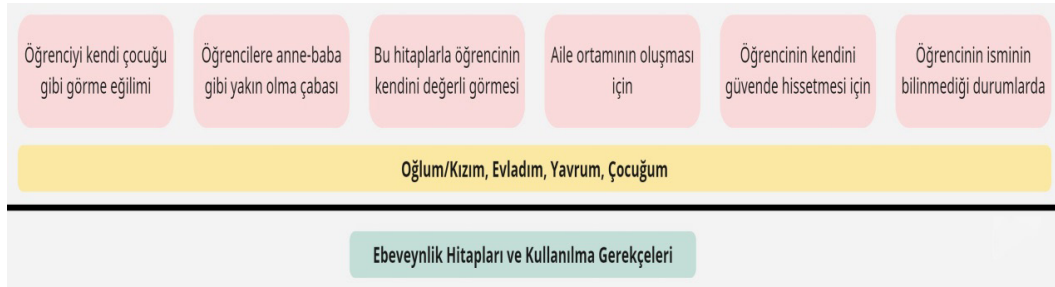 Öğrenciyi kendi çocuğu
gibi görme eğilimi
Öğrencilere anne-baba
gibi yakın olma çabası
Bu hitaplarla öğrencinin
kendini değerli görmesi
Aile ortamının oluşması
için
Öğrencinin kendini
güvende hissetmesi için
Öğrencinin isminin
bilinmediği durumlarda
Oğlum/Kızım, Evladım, Yavrum, Çocuğum
Ebeveynlik Hitapları ve Kullanılma Gerekçeleri